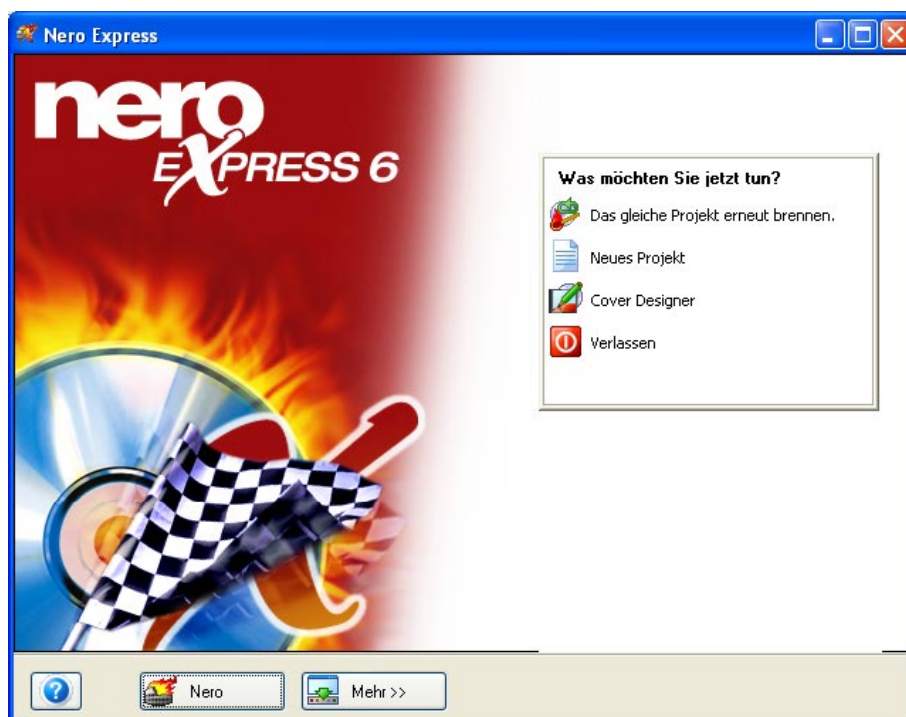 Nero Express
nero
EXPRESS 6
Was möchten Sie jetzt tun?
Das gleiche Projekt erneut brennen.
Neues Projekt
Cover Designer
Verlassen
Nero
Mehr >>